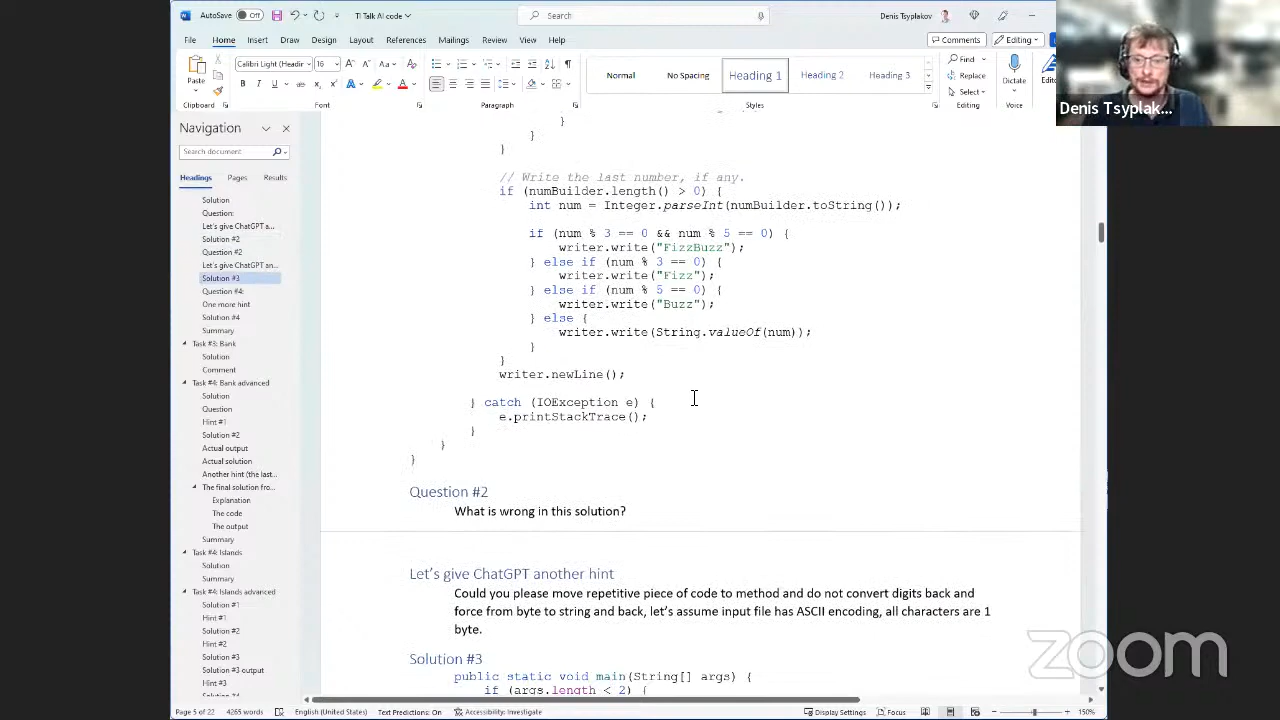 AutoSave Off TI Talk AI code Search Denis Tsyplakov
File Home Insert Draw Design Layout References Mailings Review View Help Comments Editing
Paste
Calibri Light (Headir 16
Clipboard
Font
Paragraph
Normal No Spacing Heading 1 Heading 2 Heading 3
Styles
Find
Replace
Select
Editing
Dictate
Voice
Denis Tsyplak...
Navigation
Search document
Headings Pages Results
Solution
Question:
Let's give ChatGPT a...
Solution #2
Question #2
Let's give ChatGPT an...
Solution #3
Question #4:
One more hint
Solution #4
Summary
Task #3: Bank
Solution
Comment
Task #4: Bank advanced
Solution
Question
Hint #1
Solution #2
Actual output
Actual solution
Another hint (the last...
The final solution fro...
Explanation
The code
The output
Summary
Task #4: Islands
Solution
Summary
Task #4: Islands advanced
Solution #1
Hint #1
Solution #2
Hint #2
Solution #3
Solution #3 output
Hint #3
}
}
}
// Write the last number, if any.
if (numBuilder.length() > 0) {
int num = Integer.parseInt(numBuilder.toString());
if (num % 3 == 0 && num % 5 == 0) {
writer.write("FizzBuzz");
} else if (num % 3 == 0) {
writer.write("Fizz");
} else if (num % 5 == 0) {
writer.write("Buzz");
} else {
writer.write(String.valueOf(num));
}
}
writer.newLine();
} catch (IOException e) {
e.printStackTrace();
}
}
}
Question #2
What is wrong in this solution?
Let's give ChatGPT another hint
Could you please move repetitive piece of code to method and do not convert digits back and
force from byte to string and back, let's assume input file has ASCII encoding, all characters are 1
byte.
Solution #3
public static void main(String[] args) {
if (args.length < 2) {
zoom
Page 5 of 22 4265 words English (United States) Text Predictions: On Accessibility: Investigate Display Settings Focus 150%